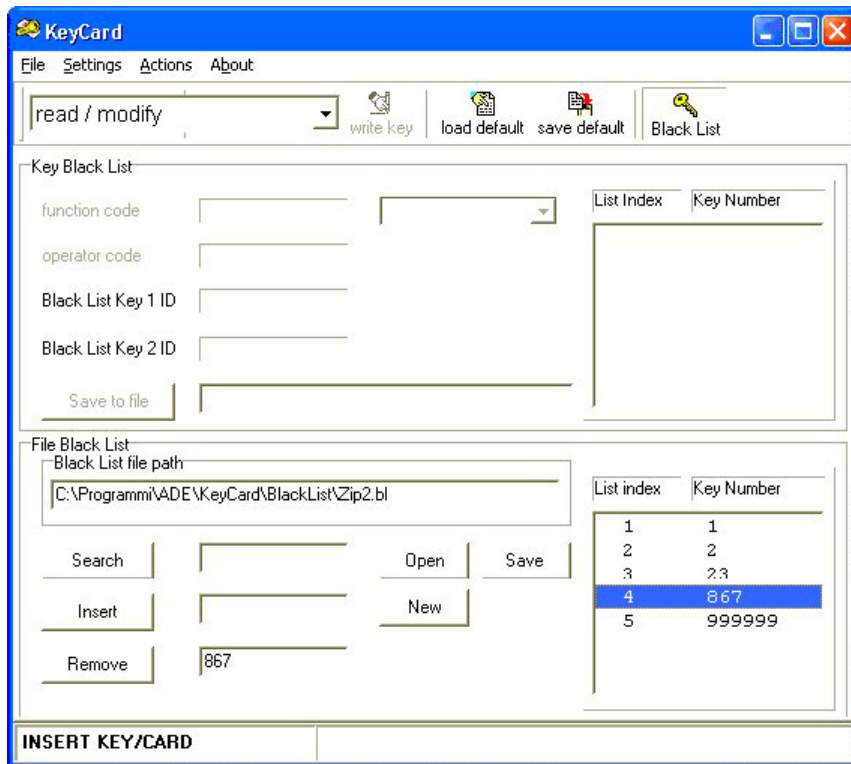 KeyCard
File Settings Actions About
read / modify
write key
load default
save default
Black List
Key Black List
function code
operator code
Black List Key 1 ID
Black List Key 2 ID
Save to file
List Index Key Number
File Black List
Black List file path
C:\Programmi\ADE\KeyCard\BlackList\Zip2.bl
Search
Open
Save
Insert
New
Remove
867
List index Key Number
1 1
2 2
3 23
4 867
5 999999
INSERT KEY/CARD